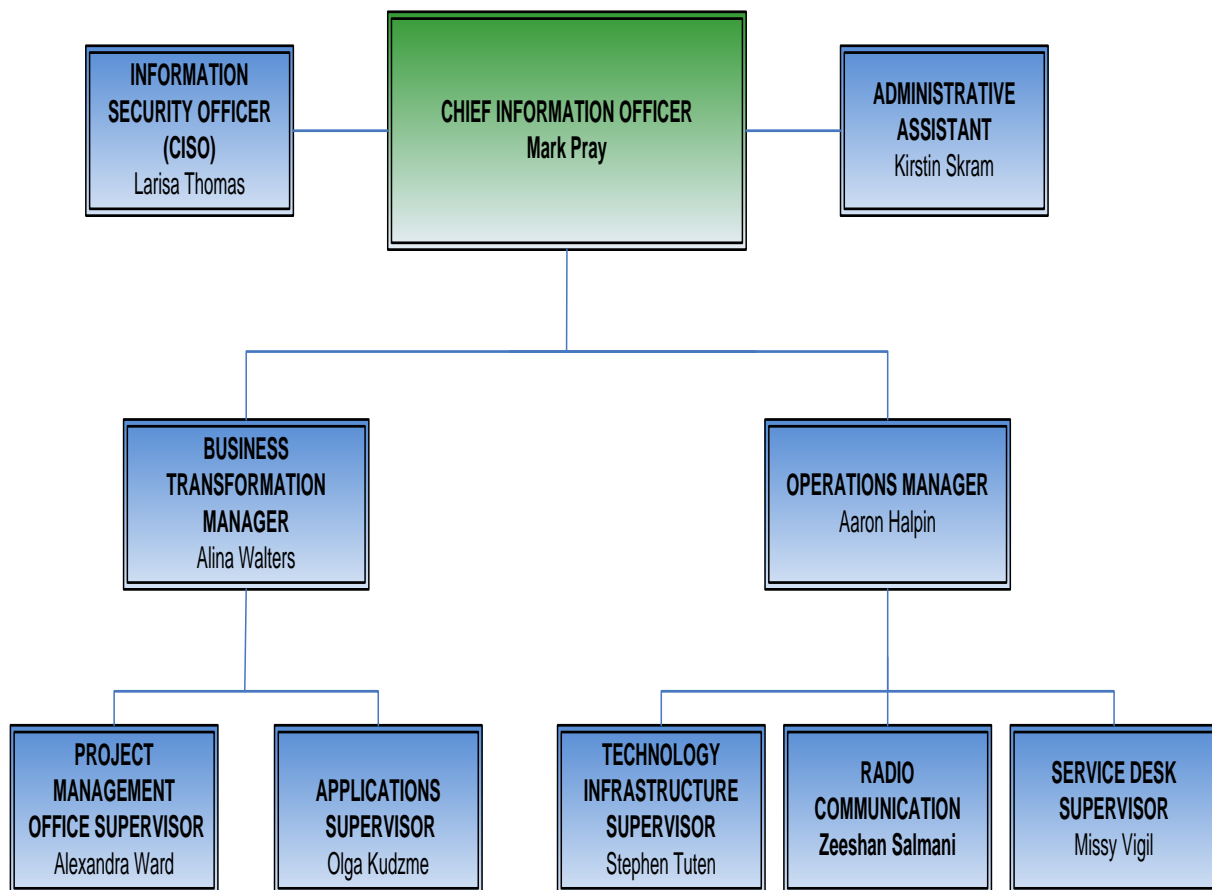 INFORMATION
SECURITY OFFICER
(CISO)
Larisa Thomas
CHIEF INFORMATION OFFICER
Mark Pray
ADMINISTRATIVE
ASSISTANT
Kirstin Skram
BUSINESS
TRANSFORMATION
MANAGER
Alina Walters
OPERATIONS MANAGER
Aaron Halpin
PROJECT
MANAGEMENT
OFFICE SUPERVISOR
Alexandra Ward
APPLICATIONS
SUPERVISOR
Olga Kudzme
TECHNOLOGY
INFRASTRUCTURE
SUPERVISOR
Stephen Tuten
RADIO
COMMUNICATION
Zeeshan Salmani
SERVICE DESK
SUPERVISOR
Missy Vigil